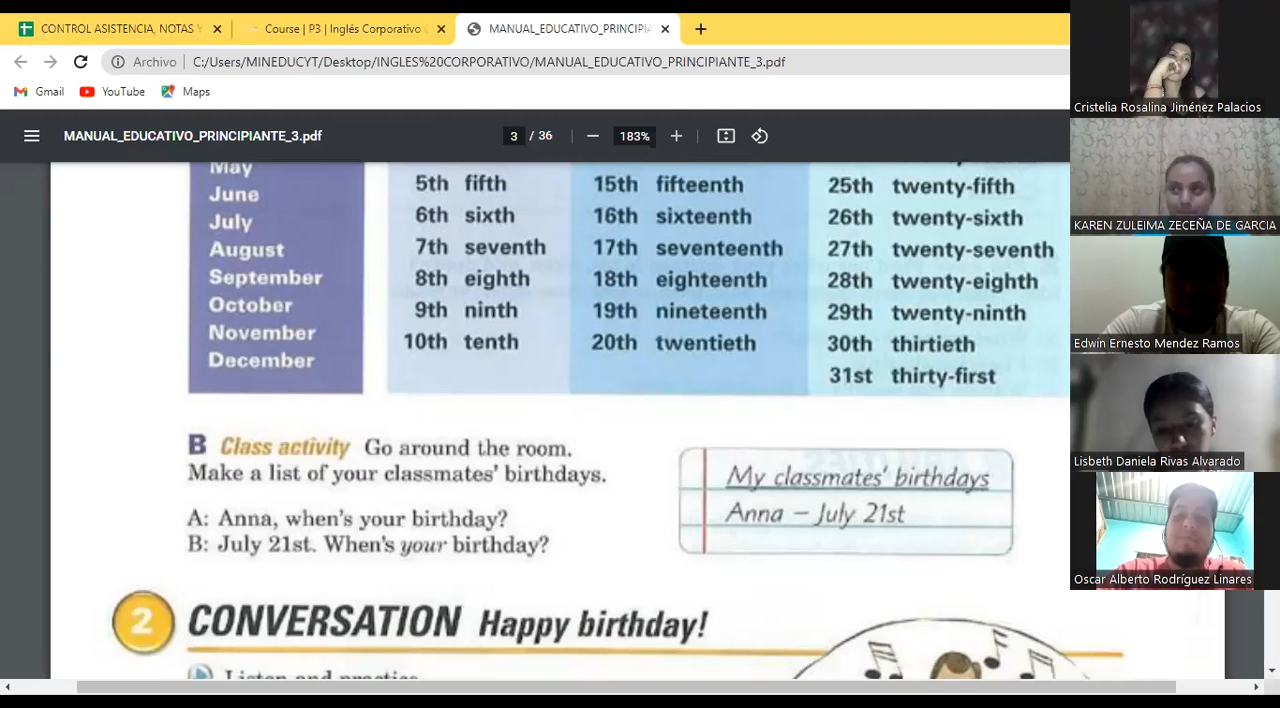 CONTROL ASISTENCIA, NOTAS Y
Course | P3 | Inglés Corporativo
MANUAL_EDUCATIVO_PRINCIPIA
Archivo | C:/Users/MINEDUCYT/Desktop/INGLES%20CORPORATIVO/MANUAL_EDUCATIVO_PRINCIPIANTE_3.pdf
Gmail YouTube Maps
MANUAL_EDUCATIVO_PRINCIPIANTE_3.pdf 3 / 36 183%
May
June
July
August
September
October
November
December
5th fifth
6th sixth
7th seventh
8th eighth
9th ninth
10th tenth
15th fifteenth
16th sixteenth
17th seventeenth
18th eighteenth
19th nineteenth
20th twentieth
25th twenty-fifth
26th twenty-sixth
27th twenty-seventh
28th twenty-eighth
29th twenty-ninth
30th thirtieth
31st thirty-first
B Class activity Go around the room.
Make a list of your classmates' birthdays.
A: Anna, when's your birthday?
B: July 21st. When's your birthday?
My classmates' birthdays
Anna – July 21st
2 CONVERSATION Happy birthday!
Listen and practice
Cristelia Rosalina Jiménez Palacios
KAREN ZULEIMA ZECEÑA DE GARCIA
Edwin Ernesto Mendez Ramos
Lisbeth Daniela Rivas Alvarado
Oscar Alberto Rodríguez Linares